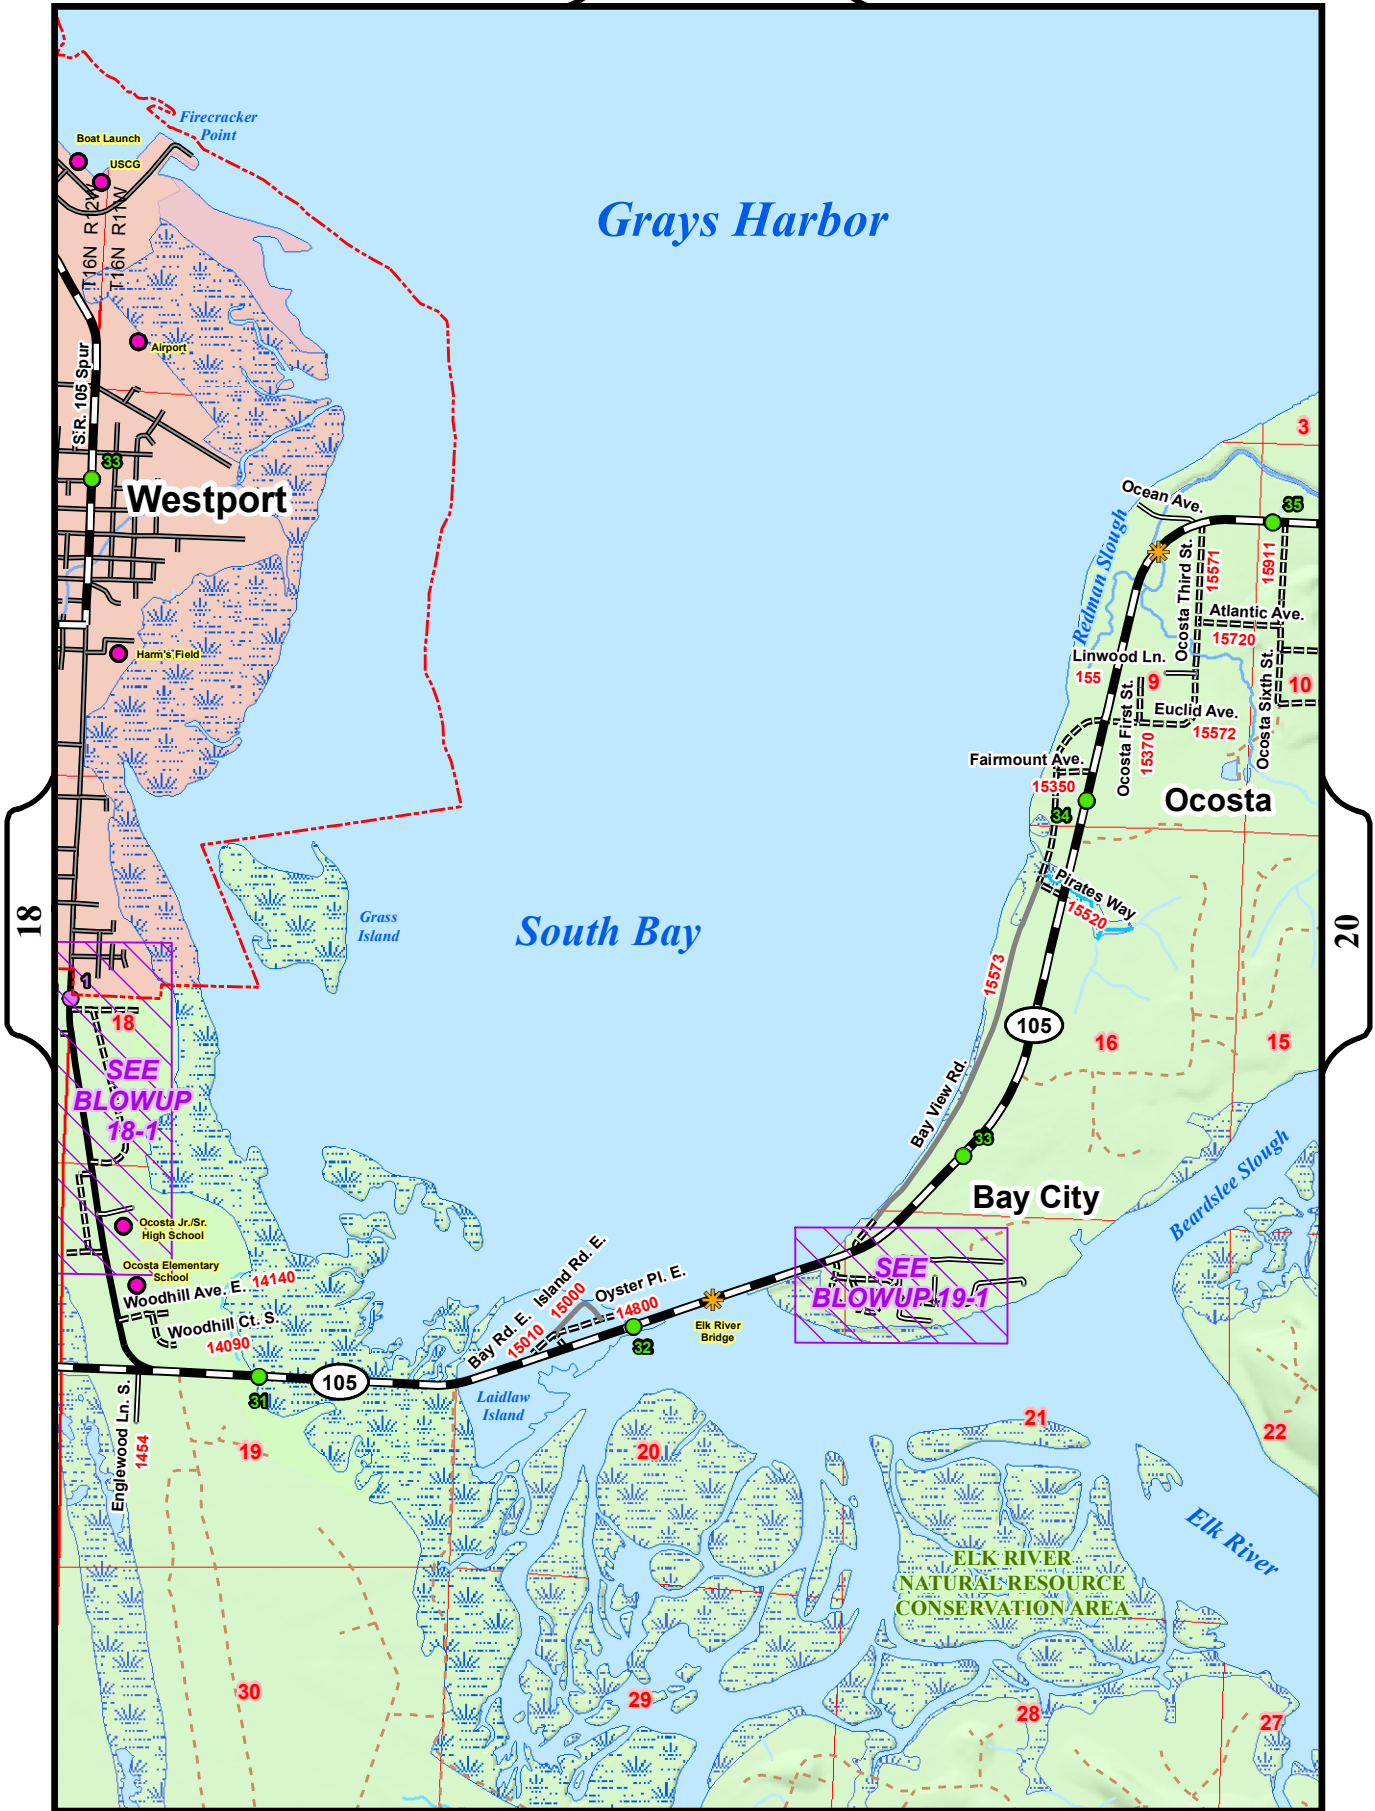 Firecracker
Point
Boat Launch
USCG
T16N R12W
T16N R11W
Grays Harbor
Airport
S.R. 105 Spur
33
Westport
Harm's Field
3
Ocean Ave.
35
Redman Slough
Ocosta Third St.
15571
15911
Atlantic Ave.
15720
Linwood Ln.
155
9
10
Ocosta First St.
Euclid Ave.
15572
15370
Ocosta Sixth St.
Fairmount Ave.
15350
34
Ocosta
Pirates Way
15520
18
20
Grass
Island
South Bay
15573
1
18
105
16
15
SEE
BLOWUP
18-1
Bay View Rd.
33
Bay City
Beardslee Slough
Ocosta Jr./Sr.
High School
Ocosta Elementary
School
Woodhill Ave. E.
14140
Woodhill Ct. S.
14090
Bay Rd. E.
15010
Island Rd. E.
15000
Oyster Pl. E.
14800
Elk River
Bridge
SEE
BLOWUP 19-1
32
105
31
Laidlaw
Island
Englewood Ln. S.
1454
19
20
21
22
Elk River
ELK RIVER
NATURAL RESOURCE
CONSERVATION AREA
30
29
28
27